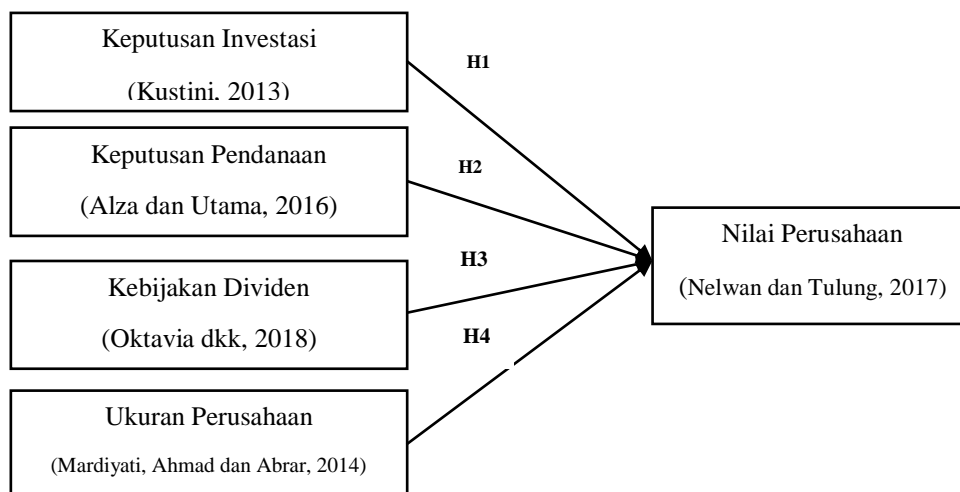 Keputusan Investasi
(Kustini, 2013)
H1
Keputusan Pendanaan
(Alza dan Utama, 2016)
H2
Kebijakan Dividen
(Oktavia dkk, 2018)
H3
Ukuran Perusahaan
(Mardiyati, Ahmad dan Abrar, 2014)
H4
Nilai Perusahaan
(Nelwan dan Tulung, 2017)